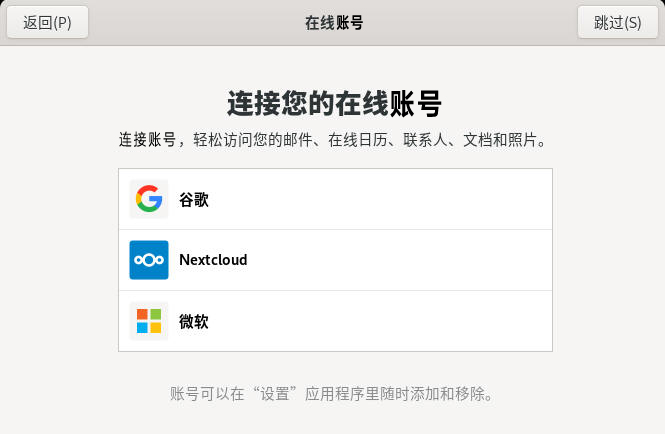 返回(P)
在线账号
跳过(S)
连接您的在线账号
连接账号，轻松访问您的邮件、在线日历、联系人、文档和照片。
谷歌
Nextcloud
微软
账号可以在“设置”应用程序里随时添加和移除。